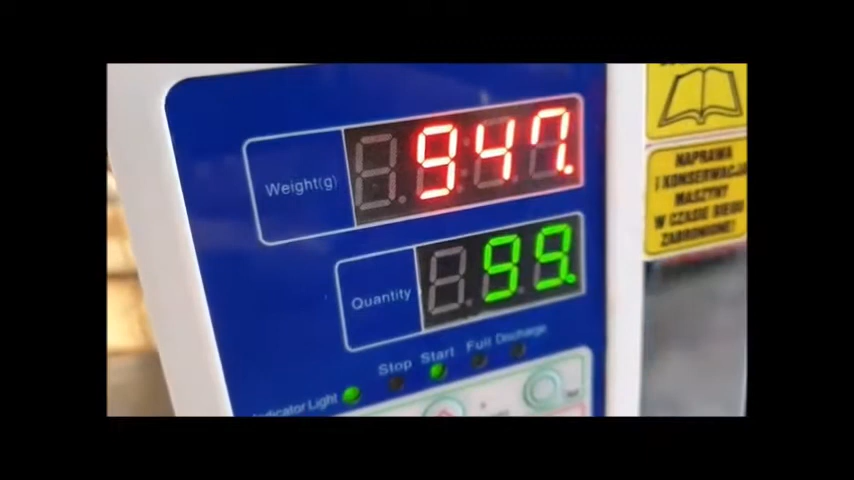 Weight(g)
947.
Quantity
99.
Stop Start Full Discharge
Indicator Light
NAPRAWA
I KONSERWACJA
MASZYNY
W CZASIE BIEGU
ZABRONIONE!